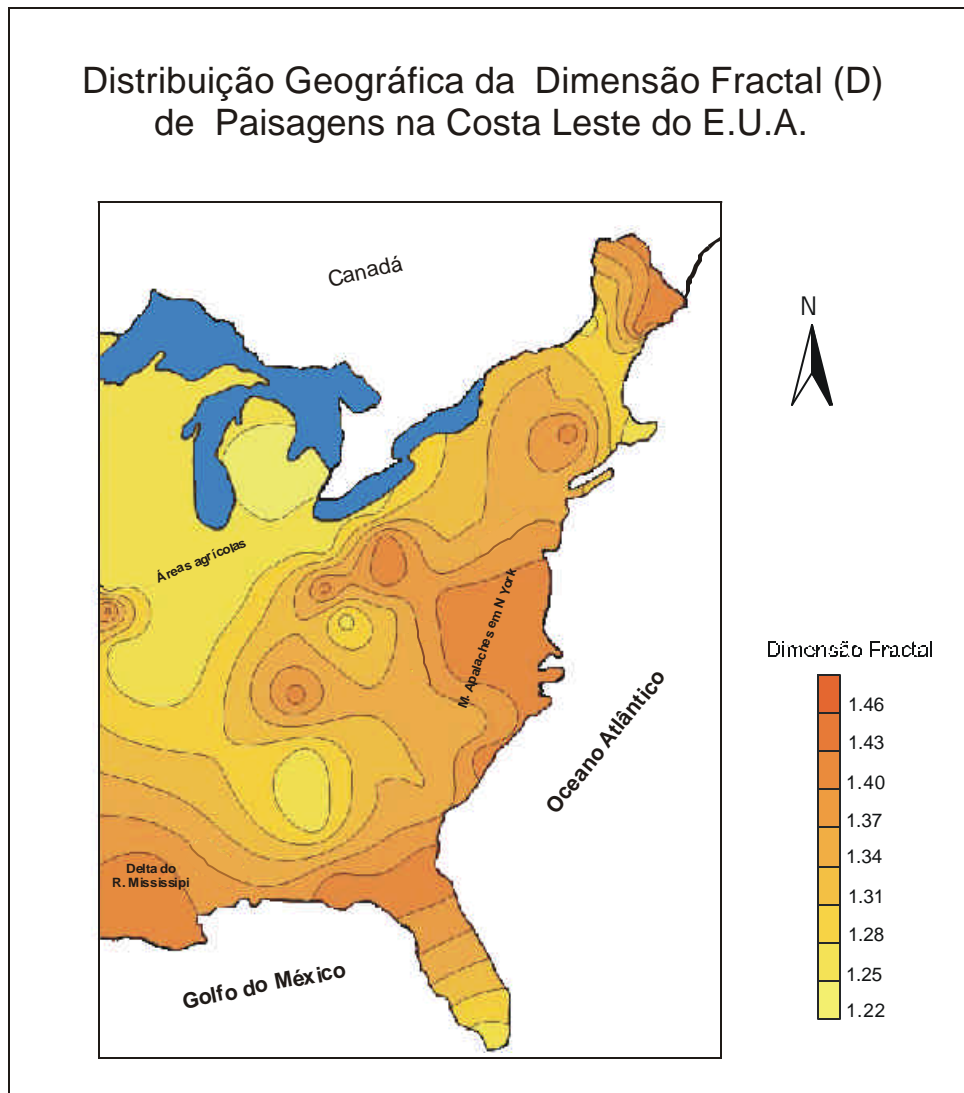 Distribuição Geográfica da Dimensão Fractal (D)
de Paisagens na Costa Leste do E.U.A.
Canadá
N
Áreas agrícolas
M. Apalaches em N York
Oceano Atlântico
Delta do
R. Mississipi
Golfo do México
Dimensão Fractal
1.46
1.43
1.40
1.37
1.34
1.31
1.28
1.25
1.22